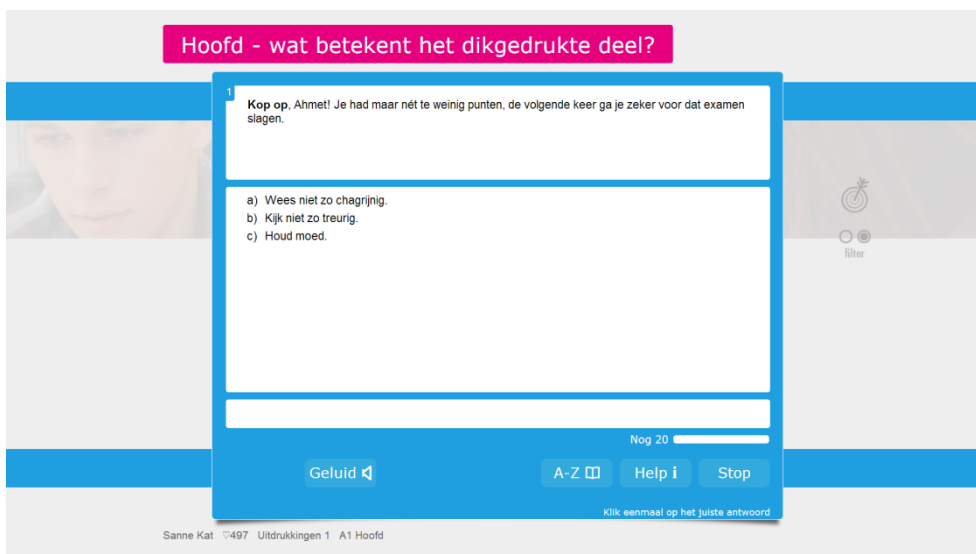 Hoofd - wat betekent het dikgedrukte deel?
1
Kop op, Ahmet! Je had maar nét te weinig punten, de volgende keer ga je zeker voor dat examen
slagen.
a) Wees niet zo chagrijnig.
b) Kijk niet zo treurig.
c) Houd moed.
filter
Nog 20
Geluid
A-Z
Help i
Stop
Klik eenmaal op het juiste antwoord
Sanne Kat ♡497 Uitdrukkingen 1 A1 Hoofd